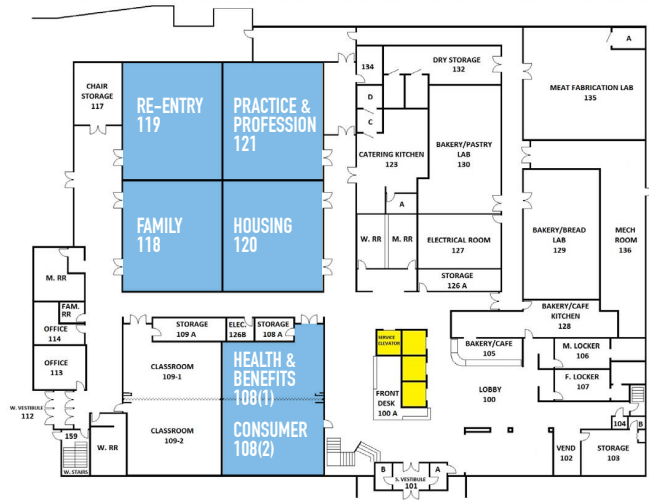 A
134
DRY STORAGE
132
MEAT FABRICATION LAB
135
CHAIR
STORAGE
117
RE-ENTRY
119
PRACTICE &
PROFESSION
121
D
C
CATERING KITCHEN
123
BAKERY/PASTRY
LAB
130
A
FAMILY
118
HOUSING
120
W. RR
M. RR
ELECTRICAL ROOM
127
STORAGE
126 A
BAKERY/BREAD
LAB
129
MECH
ROOM
136
M. RR
FAM.
RR
OFFICE
114
OFFICE
113
W. VESTIBULE
112
159
W. STAIRS
W. RR
STORAGE
109 A
ELEC.
126B
STORAGE
108 A
CLASSROOM
109-1
CLASSROOM
109-2
HEALTH &
BENEFITS
108(1)
CONSUMER
108(2)
SERVICE
ELEVATOR
FRONT
DESK
100 A
BAKERY/CAFE
KITCHEN
128
BAKERY/CAFE
105
M. LOCKER
106
F. LOCKER
107
LOBBY
100
104
B
VEND
102
STORAGE
103
B
A
S. VESTIBULE
101